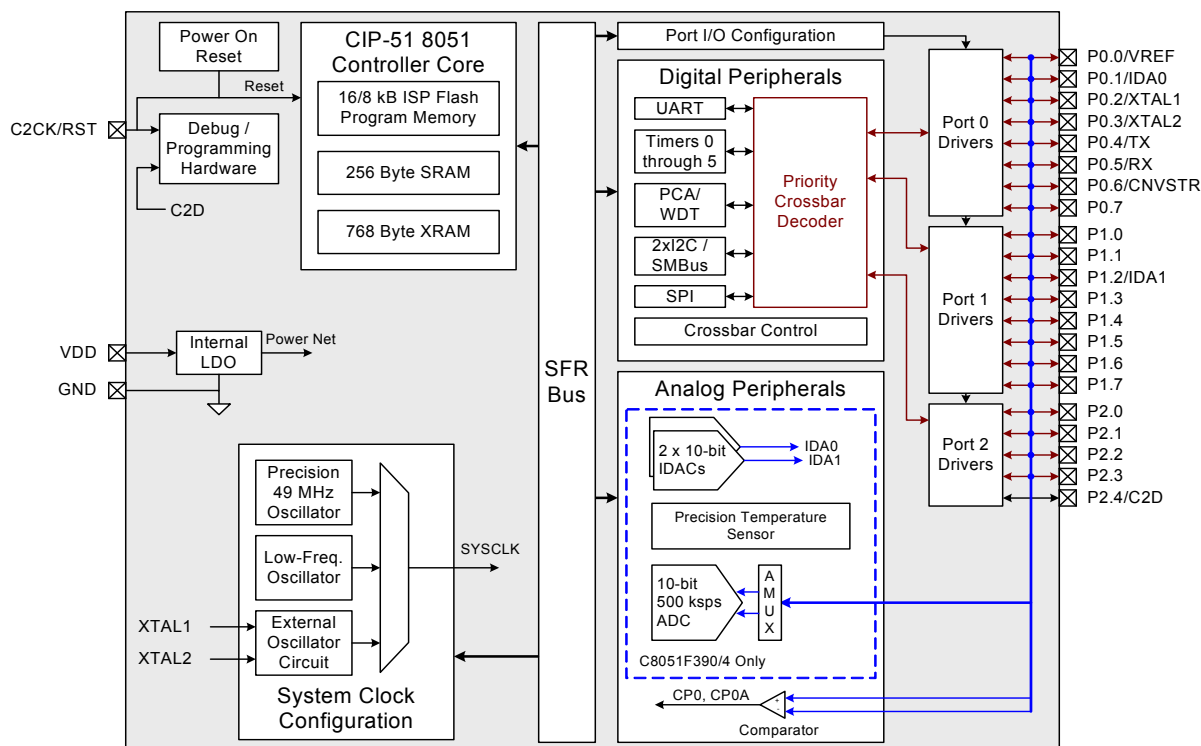 Power On
Reset
Reset
C2CK/RST
Debug /
Programming
Hardware
C2D
CIP-51 8051
Controller Core
16/8 kB ISP Flash
Program Memory
256 Byte SRAM
768 Byte XRAM
VDD
GND
Internal
LDO
Power Net
Precision
49 MHz
Oscillator
Low-Freq.
Oscillator
External
Oscillator
Circuit
SYSCLK
XTAL1
XTAL2
System Clock
Configuration
SFR
Bus
Port I/O Configuration
Digital Peripherals
UART
Timers 0
through 5
PCA/
WDT
2xI2C /
SMBus
SPI
Priority
Crossbar
Decoder
Crossbar Control
Analog Peripherals
2 x 10-bit
IDACs
IDA0
IDA1
Precision Temperature
Sensor
10-bit
500 ksps
ADC
A
M
U
X
C8051F390/4 Only
CP0, CP0A
+
-
Comparator
Port 0
Drivers
Port 1
Drivers
Port 2
Drivers
P0.0/VREF
P0.1/IDA0
P0.2/XTAL1
P0.3/XTAL2
P0.4/TX
P0.5/RX
P0.6/CNVSTR
P0.7
P1.0
P1.1
P1.2/IDA1
P1.3
P1.4
P1.5
P1.6
P1.7
P2.0
P2.1
P2.2
P2.3
P2.4/C2D